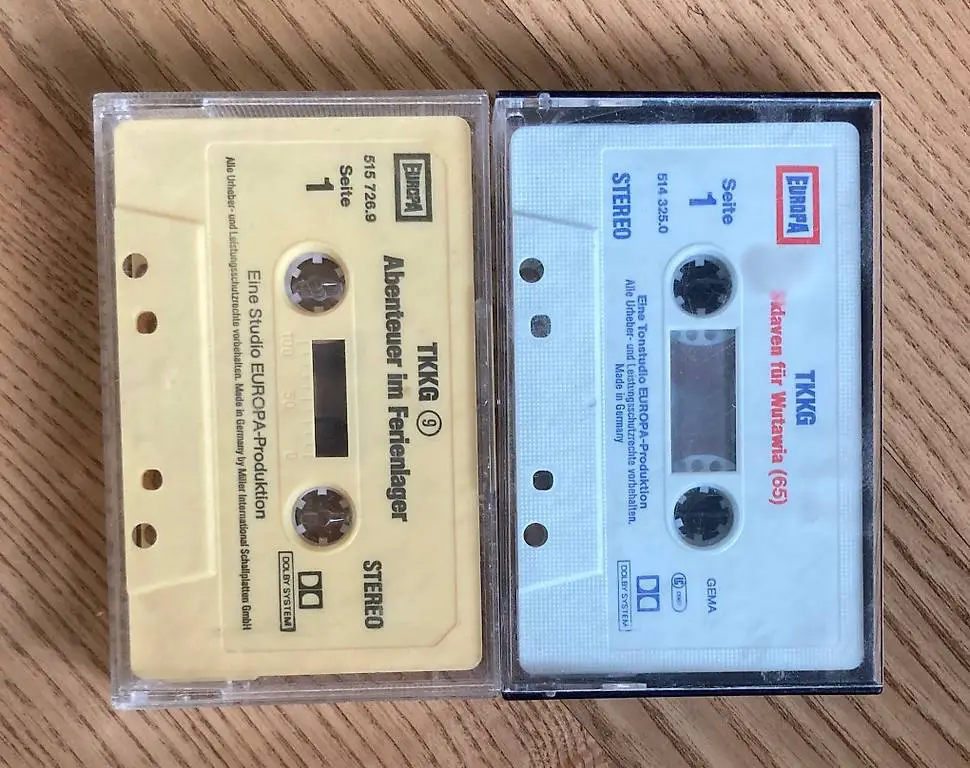 EUROPA
515 726.9
Seite
1
TKKG 9
Abenteuer im Ferienlager
STEREO
100 50 0
DOLBY SYSTEM
Eine Studio EUROPA-Produktion
Alle Urheber- und Leistungsschutzrechte vorbehalten. Made in Germany by Miller International Schallplatten GmbH
EUROPA
TKKG
Sklaven für Wutawia (65)
Seite
1
514 325.0
STEREO
GEMA
DOLBY SYSTEM
Eine Tonstudio EUROPA-Produktion
Alle Urheber- und Leistungsschutzrechte vorbehalten.
Made in Germany